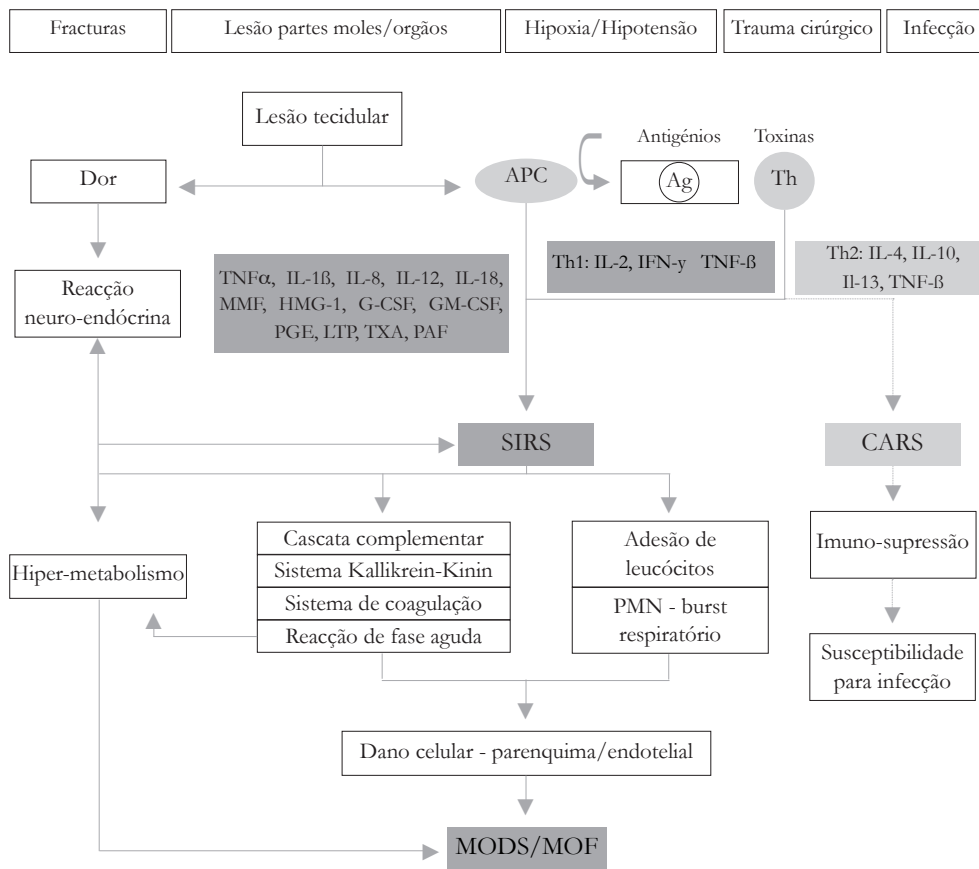 Fracturas
Lesão partes moles/orgãos
Hipoxia/Hipotensão
Trauma cirúrgico
Infecção
Lesão tecidular
Antigénios
Toxinas
Dor
APC
Ag
Th
TNFα, IL-1ß, IL-8, IL-12, IL-18,
MMF, HMG-1, G-CSF, GM-CSF,
PGE, LTP, TXA, PAF
Th1: IL-2, IFN-y TNF-ß
Th2: IL-4, IL-10,
Il-13, TNF-ß
Reacção
neuro-endócrina
SIRS
CARS
Cascata complementar
Sistema Kallikrein-Kinin
Sistema de coagulação
Reacção de fase aguda
Adesão de
leucócitos
PMN - burst
respiratório
Imuno-supressão
Hiper-metabolismo
Susceptibilidade
para infecção
Dano celular - parenquima/endotelial
MODS/MOF